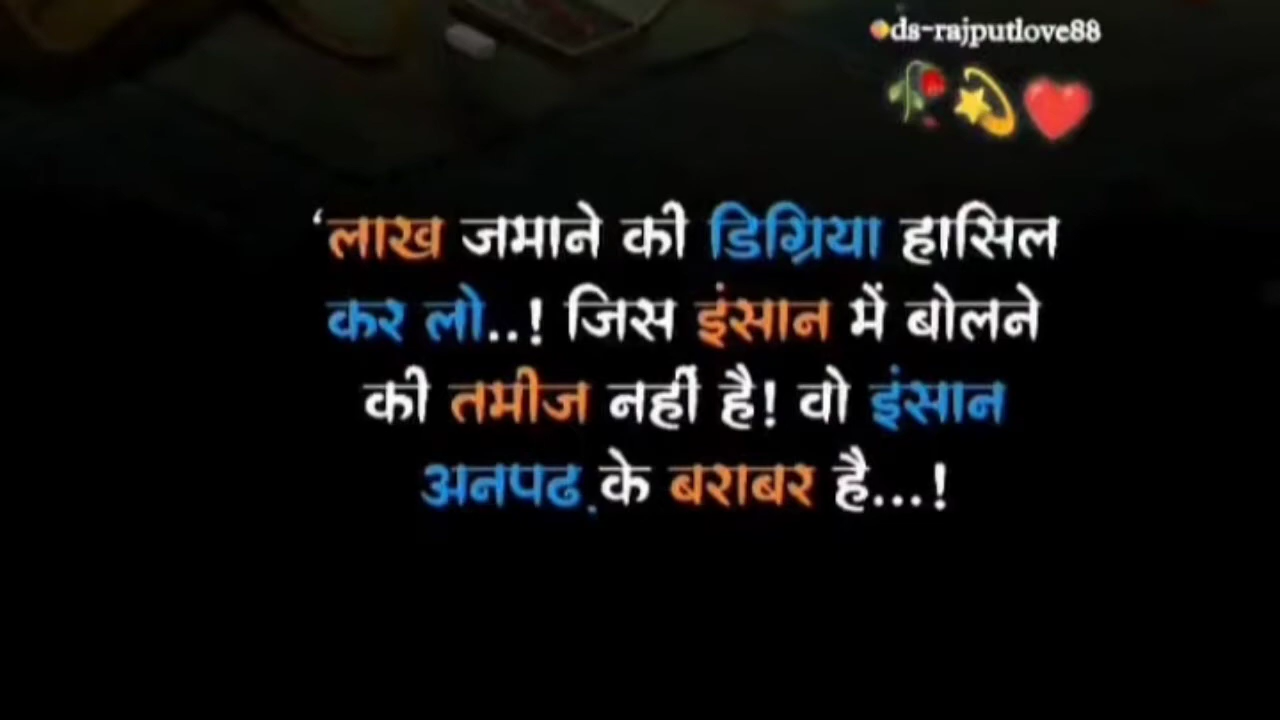 ds-rajputlove88
🥀💫❤️
‘लाख जमाने की डिग्रिया हासिल
कर लो..! जिस इंसान में बोलने
की तमीज नहीं है! वो इंसान
अनपढ़ के बराबर है...!